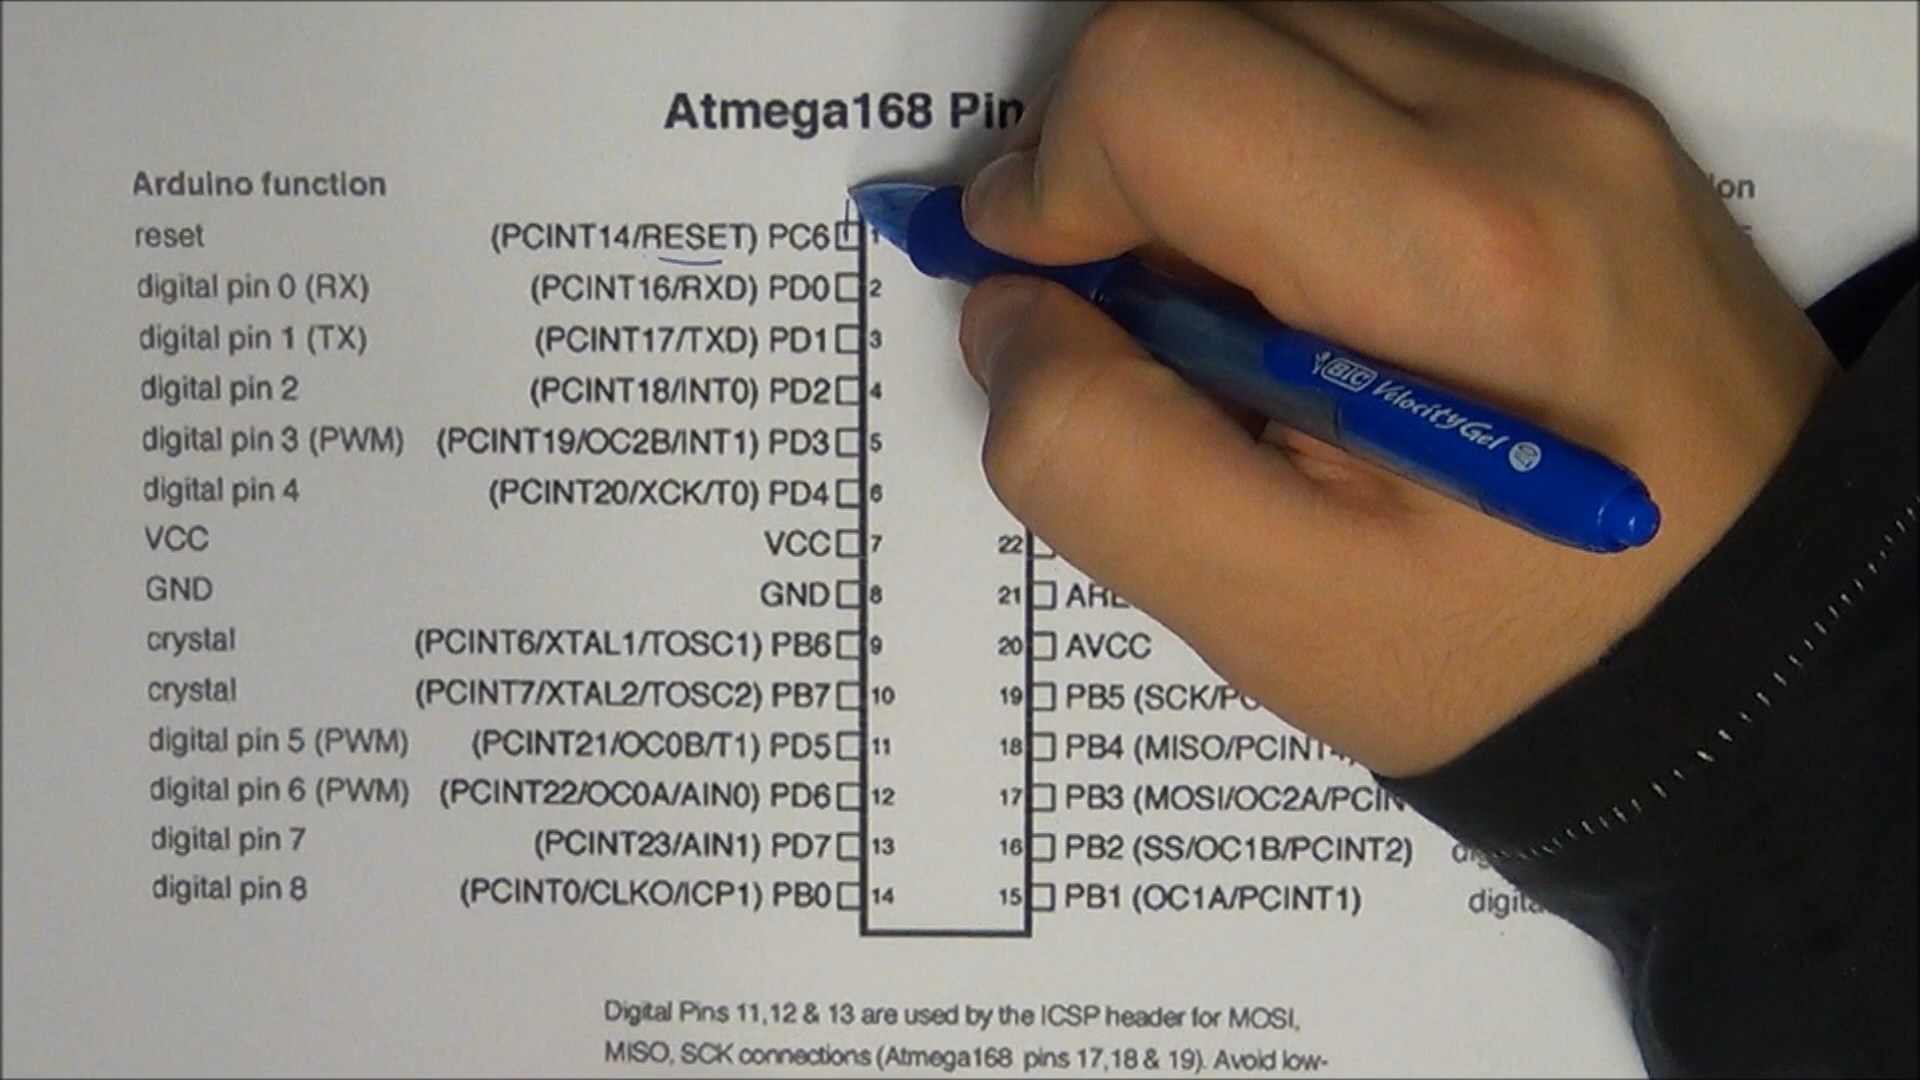 Atmega168 Pin
Arduino function
reset (PCINT14/RESET) PC6 1
digital pin 0 (RX) (PCINT16/RXD) PD0 2
digital pin 1 (TX) (PCINT17/TXD) PD1 3
digital pin 2 (PCINT18/INT0) PD2 4
digital pin 3 (PWM) (PCINT19/OC2B/INT1) PD3 5
digital pin 4 (PCINT20/XCK/T0) PD4 6
VCC VCC 7 22
GND GND 8 21
crystal (PCINT6/XTAL1/TOSC1) PB6 9 20 AVCC
crystal (PCINT7/XTAL2/TOSC2) PB7 10 19 PB5 (SCK/
digital pin 5 (PWM) (PCINT21/OC0B/T1) PD5 11 18 PB4 (MISO/PCINT
digital pin 6 (PWM) (PCINT22/OC0A/AIN0) PD6 12 17 PB3 (MOSI/OC2A/PCIN
digital pin 7 (PCINT23/AIN1) PD7 13 16 PB2 (SS/OC1B/PCINT2)
digital pin 8 (PCINT0/CLKO/ICP1) PB0 14 15 PB1 (OC1A/PCINT1)
Digital Pins 11,12 & 13 are used by the ICSP header for MOSI,
MISO, SCK connections (Atmega168 pins 17,18 & 19). Avoid low-
BIC VelocityGel